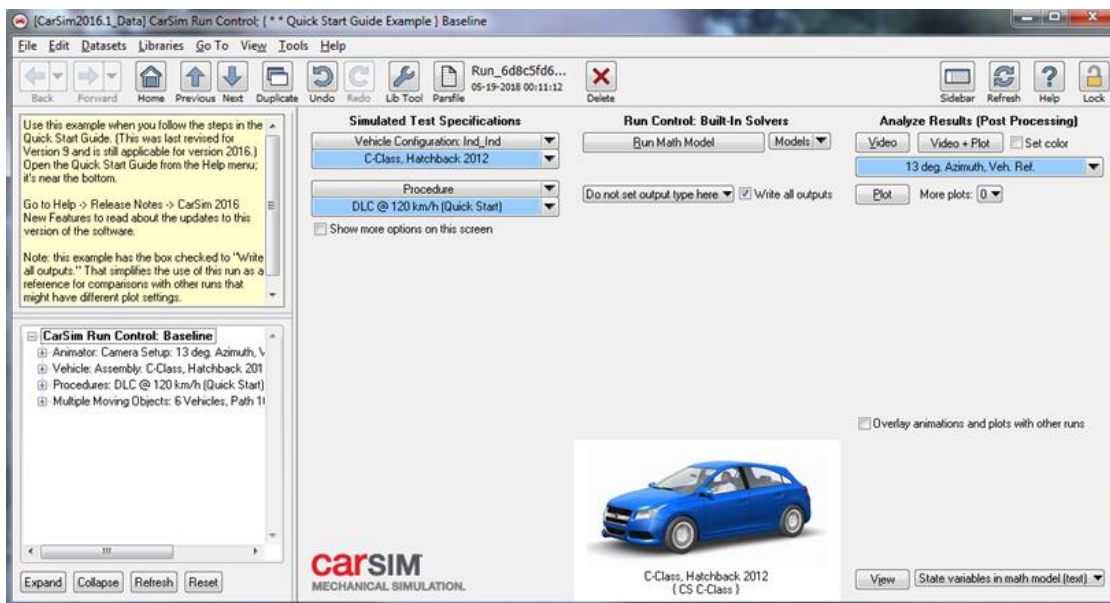 [CarSim2016.1_Data] CarSim Run Control; { * * Quick Start Guide Example } Baseline
File Edit Datasets Libraries Go To View Tools Help
Back Forward Home Previous Next Duplicate Undo Redo Lib Tool Parsfile
Run_6d8c5fd6...
05-19-2018 00:11:12
Delete Sidebar Refresh Help Lock
Use this example when you follow the steps in the
Quick Start Guide. (This was last revised for
Version 9 and is still applicable for version 2016.)
Open the Quick Start Guide from the Help menu;
it's near the bottom.
Go to Help -> Release Notes -> CarSim 2016
New Features to read about the updates to this
version of the software.
Note: this example has the box checked to "Write
all outputs." That simplifies the use of this run as a
reference for comparisons with other runs that
might have different plot settings.
CarSim Run Control: Baseline
Animator: Camera Setup: 13 deg. Azimuth, V
Vehicle: Assembly: C-Class, Hatchback 201
Procedures: DLC @ 120 km/h (Quick Start)
Multiple Moving Objects: 6 Vehicles, Path 10
Expand Collapse Refresh Reset
Simulated Test Specifications
Vehicle Configuration: Ind_Ind
C-Class, Hatchback 2012
Procedure
DLC @ 120 km/h (Quick Start)
Show more options on this screen
carSIM
MECHANICAL SIMULATION.
Run Control: Built-In Solvers
Run Math Model Models
Do not set output type here Write all outputs
C-Class, Hatchback 2012
{ CS C-Class }
Analyze Results (Post Processing)
Video Video + Plot Set color
13 deg. Azimuth, Veh. Ref.
Plot More plots: 0
Overlay animations and plots with other runs
View State variables in math model (text)